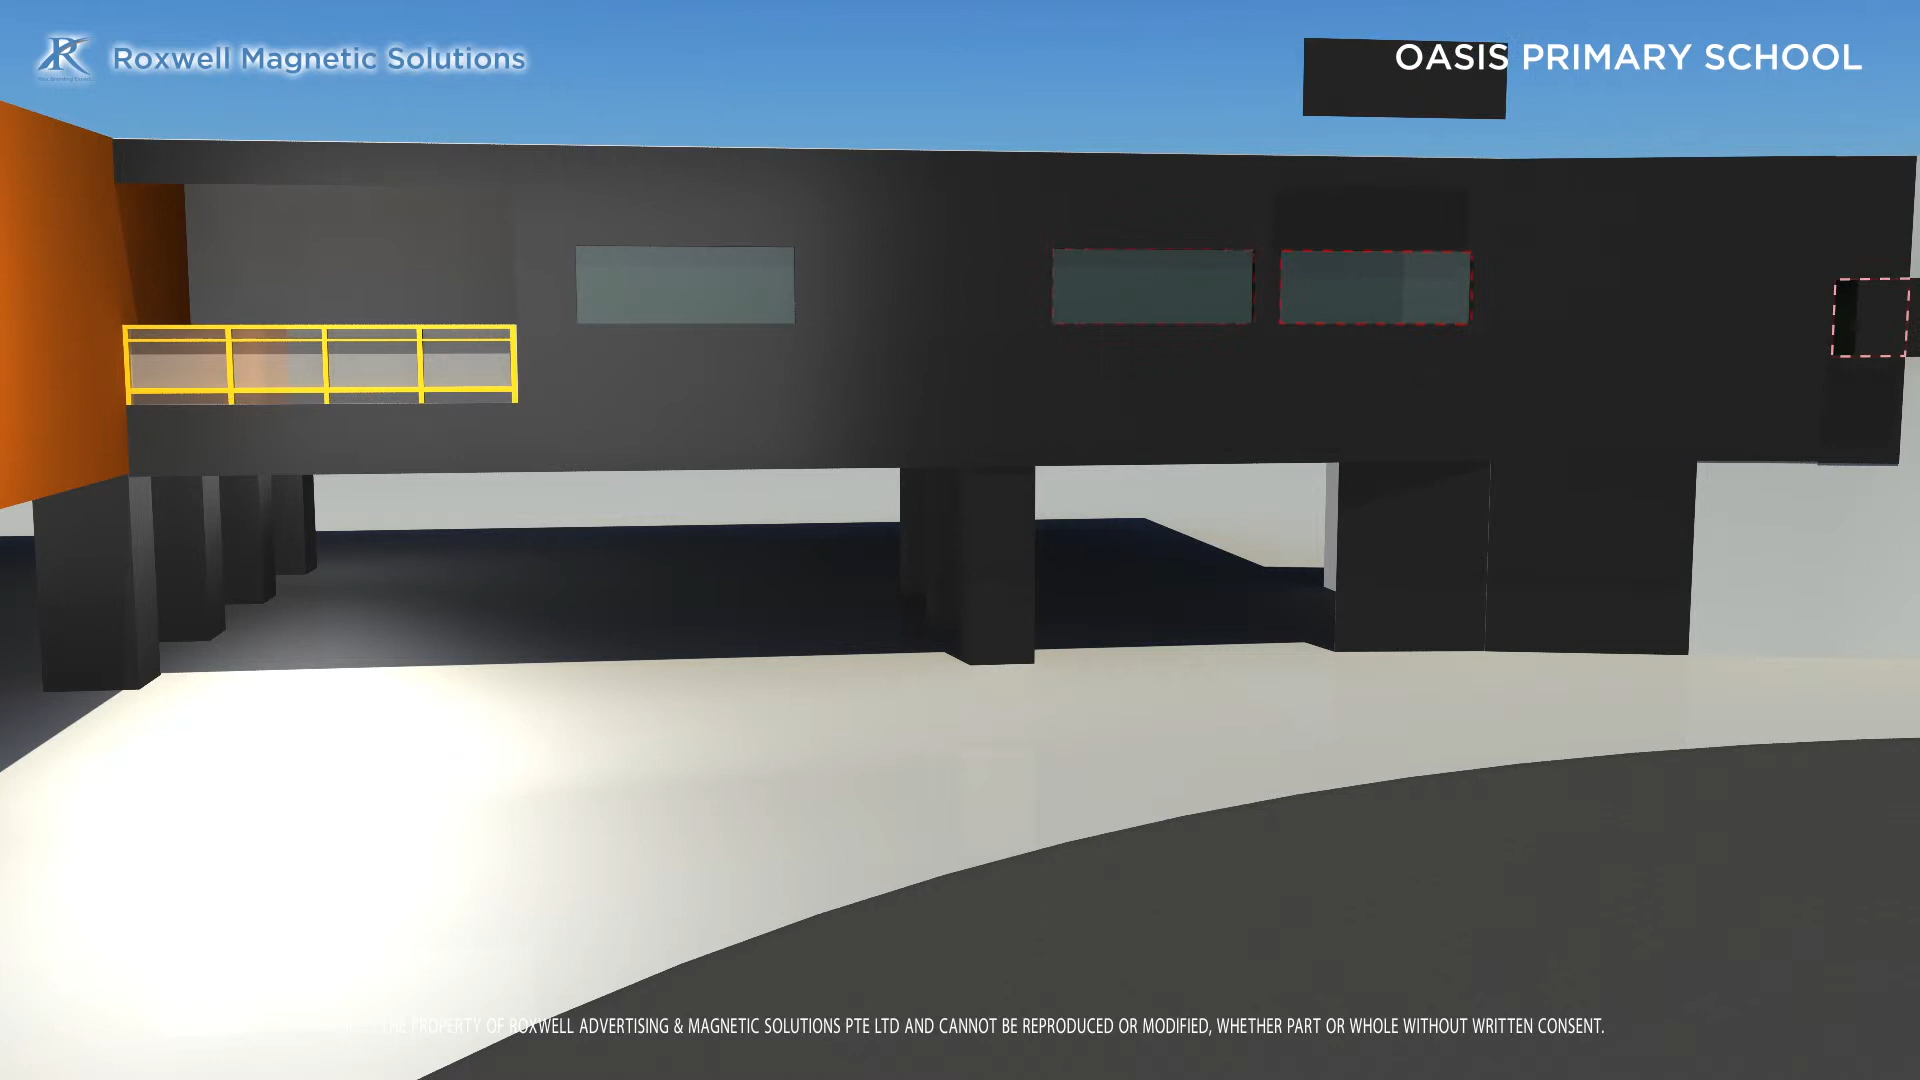 Roxwell Magnetic Solutions
OASIS PRIMARY SCHOOL
THE PROPERTY OF ROXWELL ADVERTISING & MAGNETIC SOLUTIONS PTE LTD AND CANNOT BE REPRODUCED OR MODIFIED, WHETHER PART OR WHOLE WITHOUT WRITTEN CONSENT.